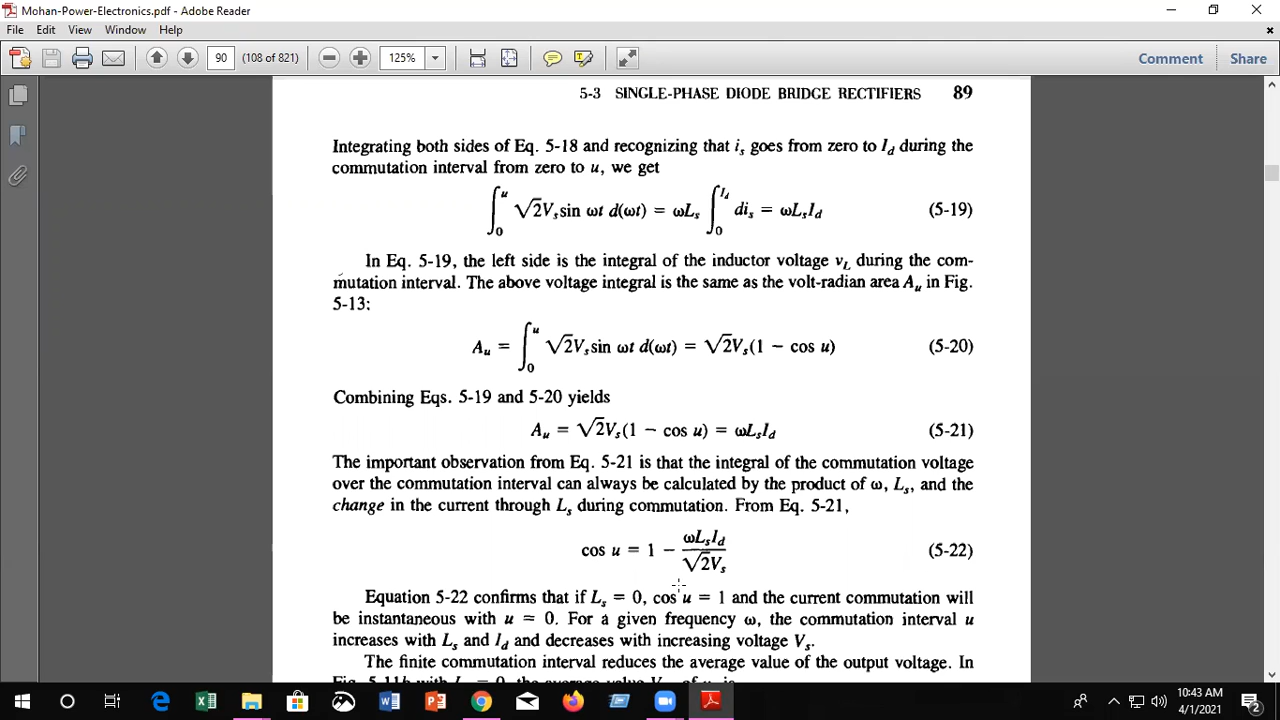 Mohan-Power-Electronics.pdf - Adobe Reader
File Edit View Window Help
90 (108 of 821) 125% Comment Share
5-3 SINGLE-PHASE DIODE BRIDGE RECTIFIERS 89
Integrating both sides of Eq. 5-18 and recognizing that iₛ goes from zero to I_d during the
commutation interval from zero to u, we get
∫₀ᵘ √2Vₛ sin ωt d(ωt) = ωLₛ ∫₀^{I_d} diₛ = ωLₛI_d (5-19)
In Eq. 5-19, the left side is the integral of the inductor voltage v_L during the com-
mutation interval. The above voltage integral is the same as the volt-radian area Aᵤ in Fig.
5-13:
Aᵤ = ∫₀ᵘ √2Vₛ sin ωt d(ωt) = √2Vₛ(1 − cos u) (5-20)
Combining Eqs. 5-19 and 5-20 yields
Aᵤ = √2Vₛ(1 − cos u) = ωLₛI_d (5-21)
The important observation from Eq. 5-21 is that the integral of the commutation voltage
over the commutation interval can always be calculated by the product of ω, Lₛ, and the
change in the current through Lₛ during commutation. From Eq. 5-21,
cos u = 1 − ωLₛI_d / √2Vₛ (5-22)
Equation 5-22 confirms that if Lₛ = 0, cos u = 1 and the current commutation will
be instantaneous with u = 0. For a given frequency ω, the commutation interval u
increases with Lₛ and I_d and decreases with increasing voltage Vₛ.
The finite commutation interval reduces the average value of the output voltage. In
10:43 AM
4/1/2021
2